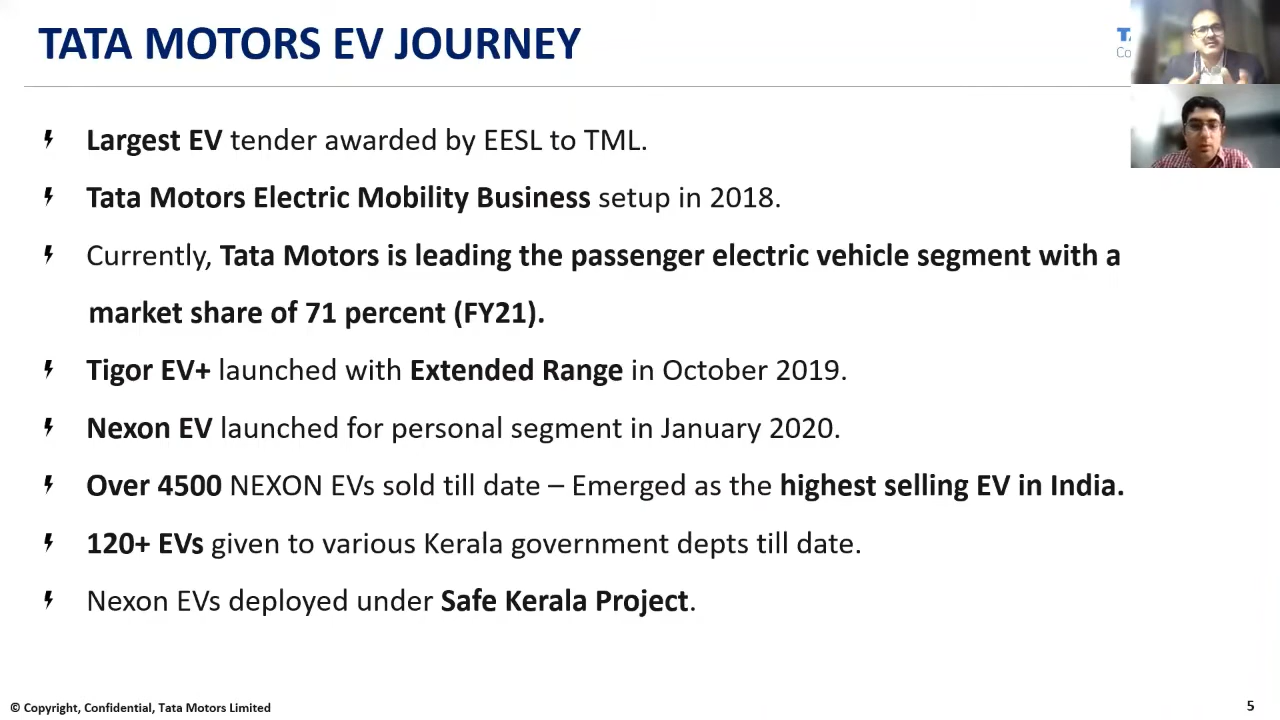 TATA MOTORS EV JOURNEY
TA
Co
Largest EV tender awarded by EESL to TML.
Tata Motors Electric Mobility Business setup in 2018.
Currently, Tata Motors is leading the passenger electric vehicle segment with a
market share of 71 percent (FY21).
Tigor EV+ launched with Extended Range in October 2019.
Nexon EV launched for personal segment in January 2020.
Over 4500 NEXON EVs sold till date – Emerged as the highest selling EV in India.
120+ EVs given to various Kerala government depts till date.
Nexon EVs deployed under Safe Kerala Project.
© Copyright, Confidential, Tata Motors Limited
5